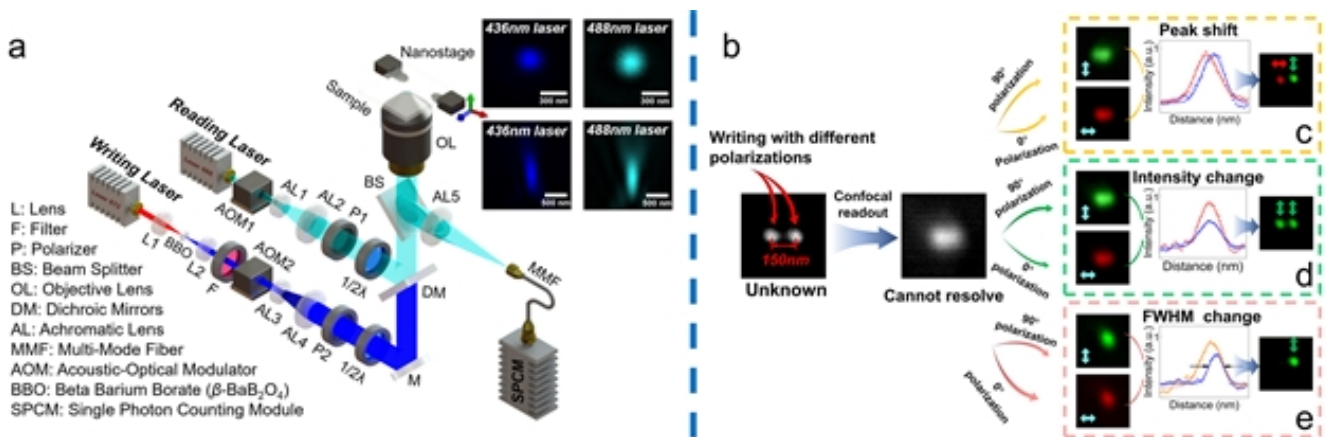 a
436nm laser
488nm laser
300 nm
300 nm
436nm laser
488nm laser
500 nm
500 nm
Nanostage
Sample
OL
Reading Laser
Writing Laser
AOM1
AL1
AL2
P1
1/2λ
BS
AL5
DM
MMF
SPCM
L1
BBO
L2
F
AOM2
AL3
AL4
P2
1/2λ
M
L: Lens
F: Filter
P: Polarizer
BS: Beam Splitter
OL: Objective Lens
DM: Dichroic Mirrors
AL: Achromatic Lens
MMF: Multi-Mode Fiber
AOM: Acoustic-Optical Modulator
BBO: Beta Barium Borate (β-BaB₂O₄)
SPCM: Single Photon Counting Module
b
Writing with different
polarizations
150nm
Unknown
Confocal
readout
Cannot resolve
90°
polarization
0°
Polarization
90°
polarization
0°
polarization
90°
polarization
0°
polarization
Peak shift
Intensity (a.u.)
1
Distance (nm)
c
Intensity change
Intensity (a.u.)
1
Distance (nm)
d
FWHM change
Intensity (a.u.)
1
Distance (nm)
e